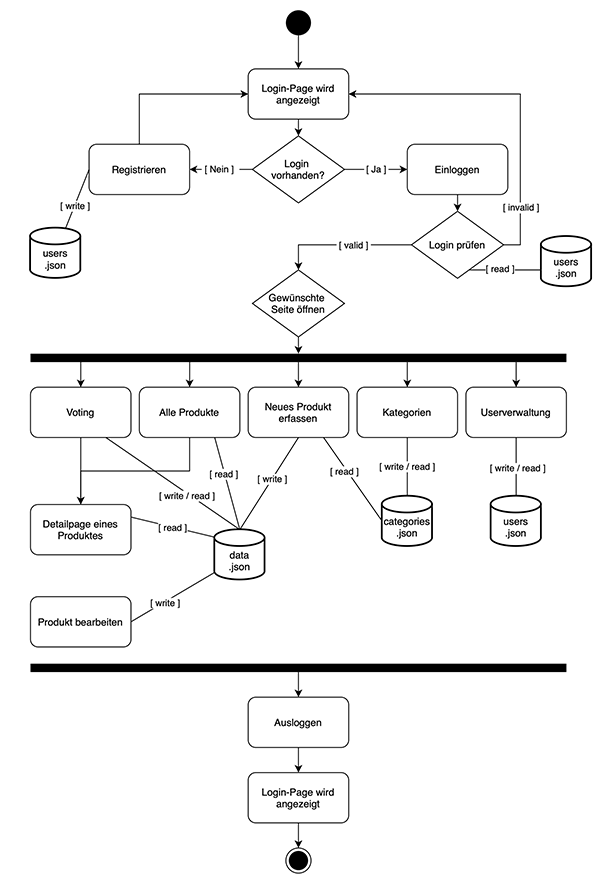 Login-Page wird
angezeigt
Registrieren
[ Nein ]
Login
vorhanden?
[ Ja ]
Einloggen
[ write ]
[ invalid ]
users
.json
[ valid ]
Login prüfen
[ read ]
users
.json
Gewünschte
Seite öffnen
Voting
Alle Produkte
Neues Produkt
erfassen
Kategorien
Userverwaltung
[ write / read ]
[ read ]
[ write ]
[ read ]
[ write / read ]
[ write / read ]
Detailpage eines
Produktes
[ read ]
data
.json
categories
.json
users
.json
[ write ]
Produkt bearbeiten
Ausloggen
Login-Page wird
angezeigt